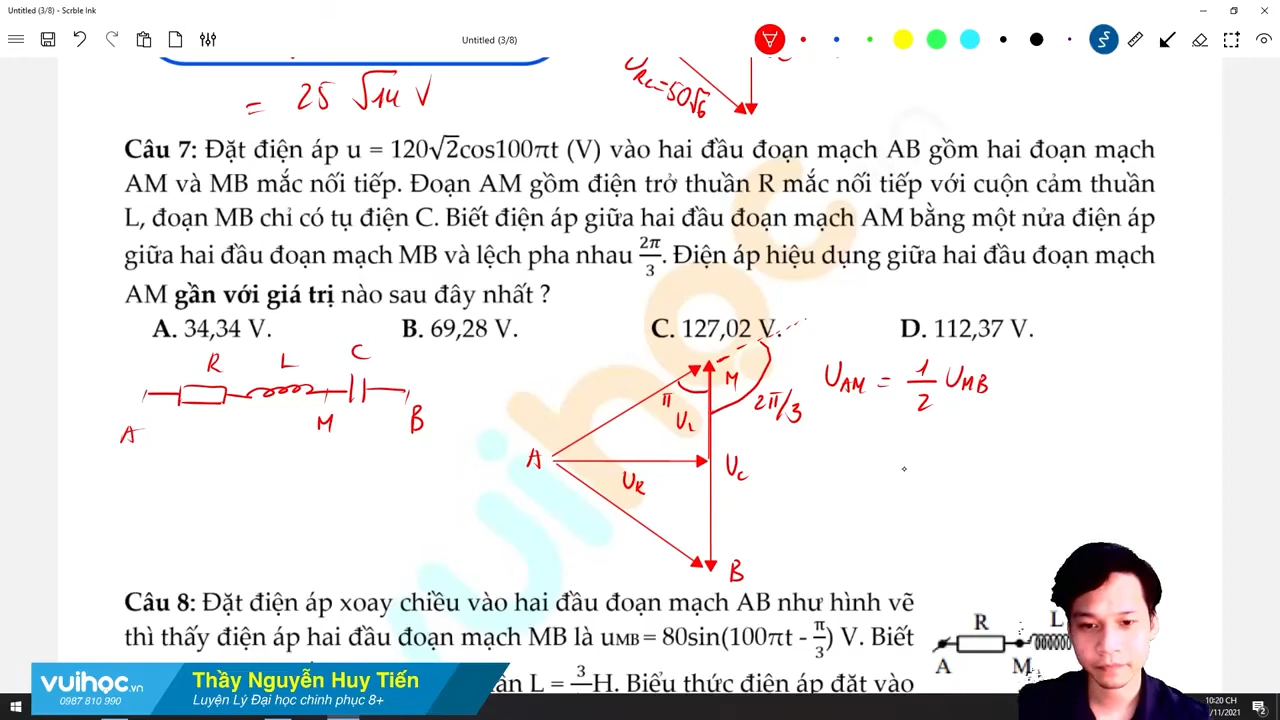 Untitled (3/8) - Scrble Ink
Untitled (3/8)
= 25 √14 V
U_RC=50√6
Câu 7: Đặt điện áp u = 120√2cos100πt (V) vào hai đầu đoạn mạch AB gồm hai đoạn mạch
AM và MB mắc nối tiếp. Đoạn AM gồm điện trở thuần R mắc nối tiếp với cuộn cảm thuần
L, đoạn MB chỉ có tụ điện C. Biết điện áp giữa hai đầu đoạn mạch AM bằng một nửa điện áp
giữa hai đầu đoạn mạch MB và lệch pha nhau 2π/3. Điện áp hiệu dụng giữa hai đầu đoạn mạch
AM gần với giá trị nào sau đây nhất ?
A. 34,34 V. B. 69,28 V. C. 127,02 V. D. 112,37 V.
R L C
A M B
M
π
U_L
2π/3
U_AM = 1/2 U_MB
A
U_R
U_C
B
Câu 8: Đặt điện áp xoay chiều vào hai đầu đoạn mạch AB như hình vẽ
thì thấy điện áp hai đầu đoạn mạch MB là uMB = 80sin(100πt - π/3) V. Biết
L = 3 H. Biểu thức điện áp đặt vào
R L
A M
vuihoc.vn
0987 810 990
Thầy Nguyễn Huy Tiến
Luyện Lý Đại học chinh phục 8+
10:20 CH
/11/2021
2